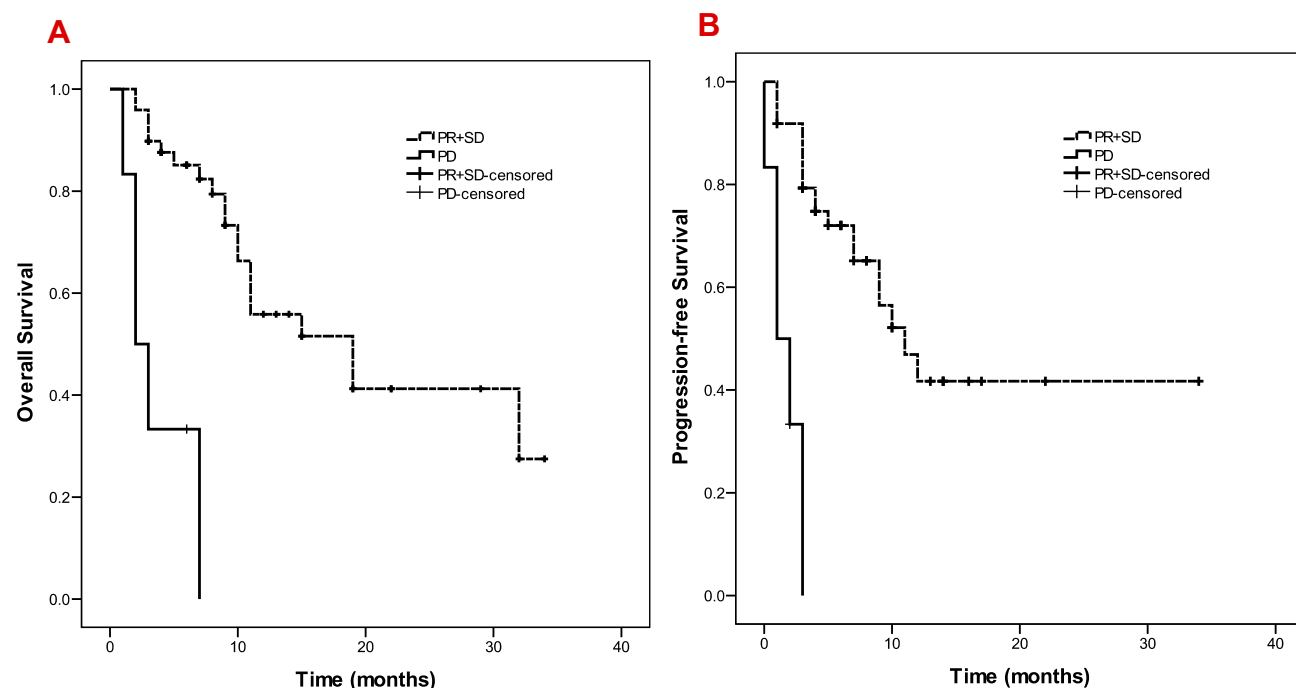 A
Overall Survival
1.0
0.8
0.6
0.4
0.2
0.0
PR+SD
PD
PR+SD-censored
PD-censored
0 10 20 30 40
Time (months)
B
Progression-free Survival
1.0
0.8
0.6
0.4
0.2
0.0
PR+SD
PD
PR+SD-censored
PD-censored
0 10 20 30 40
Time (months)